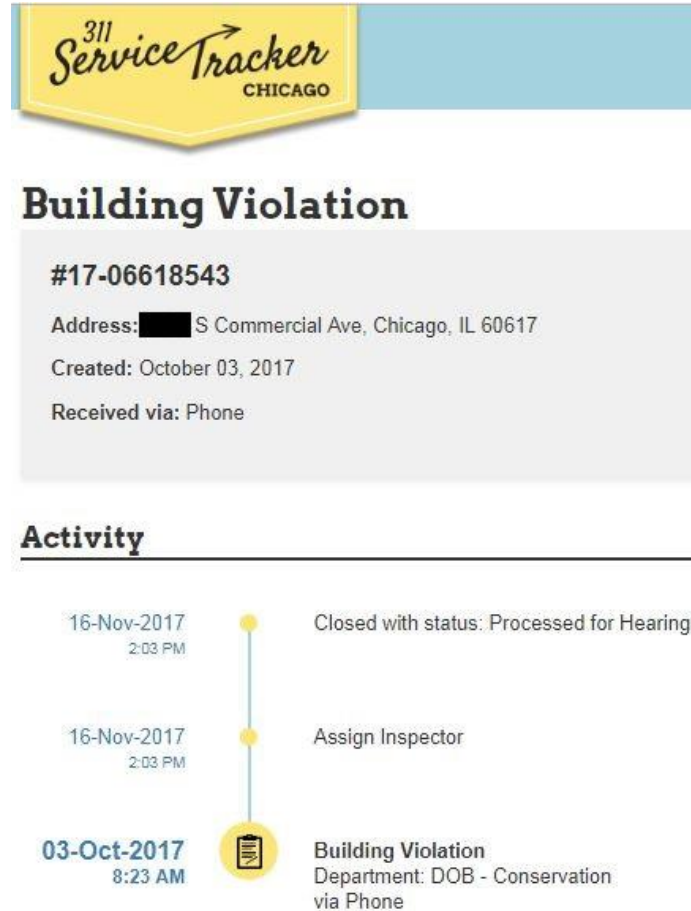 311
Service Tracker
CHICAGO
Building Violation
#17-06618543
Address: S Commercial Ave, Chicago, IL 60617
Created: October 03, 2017
Received via: Phone
Activity
16-Nov-2017 Closed with status: Processed for Hearing
2:03 PM
16-Nov-2017 Assign Inspector
2:03 PM
03-Oct-2017 Building Violation
8:23 AM Department: DOB - Conservation
via Phone